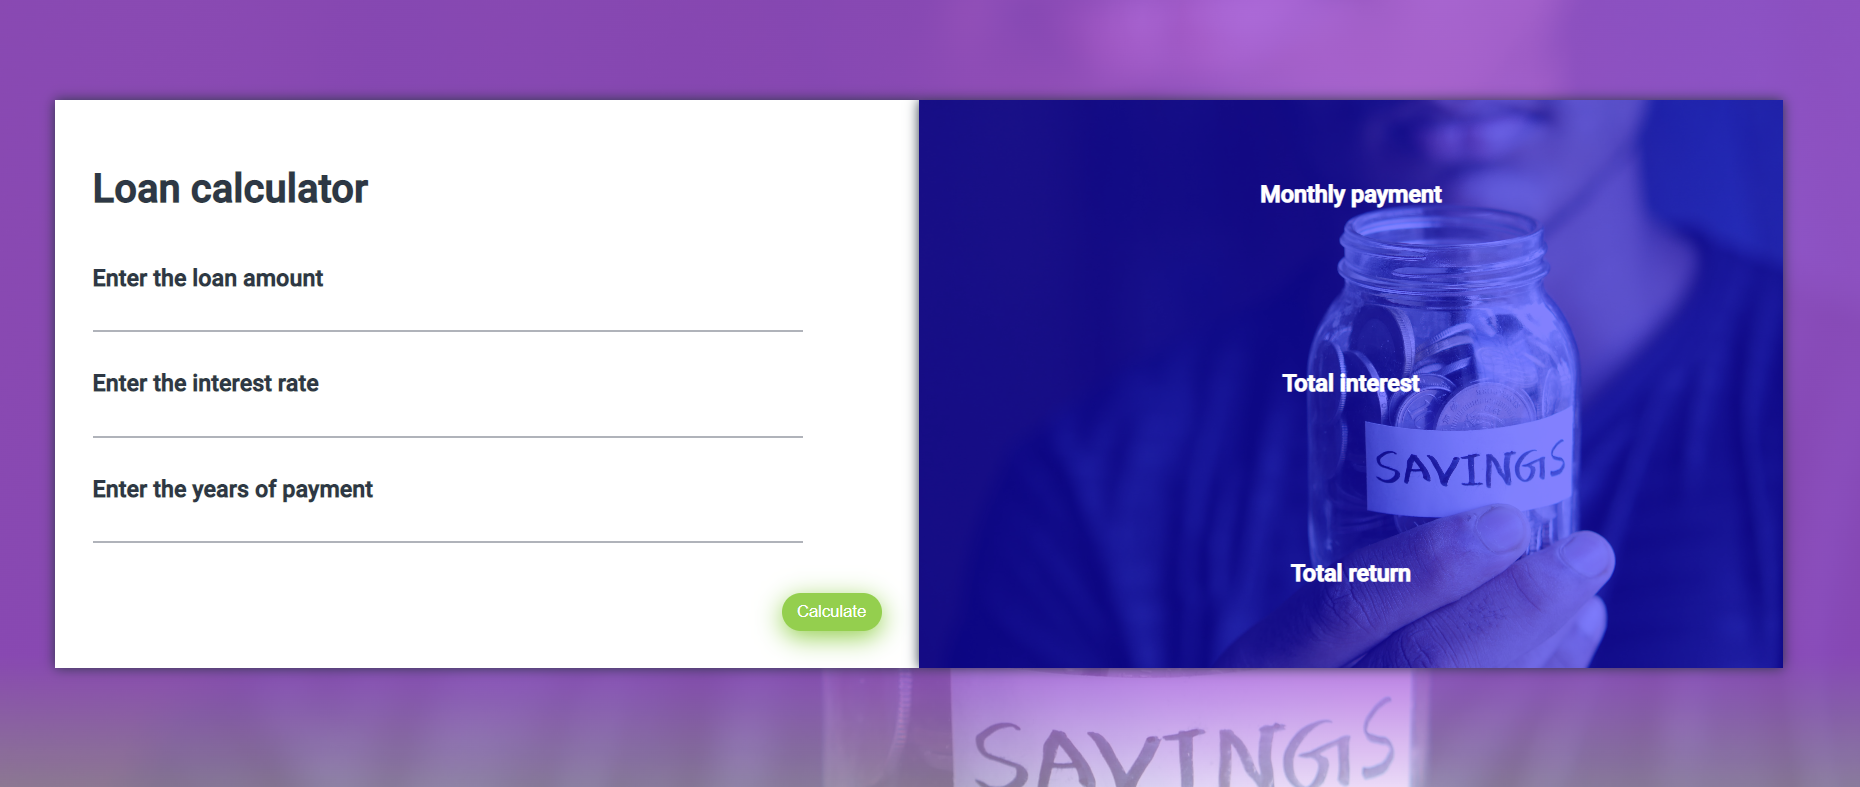 Loan calculator
Enter the loan amount
Enter the interest rate
Enter the years of payment
Calculate
Monthly payment
Total interest
SAVINGS
Total return
SAVINGS